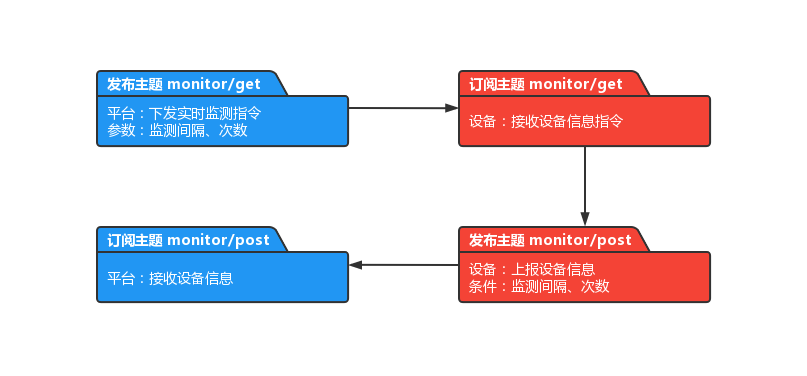 发布主题 monitor/get
平台：下发实时监测指令
参数：监测间隔、次数
订阅主题 monitor/get
设备：接收设备信息指令
订阅主题 monitor/post
平台：接收设备信息
发布主题 monitor/post
设备：上报设备信息
条件：监测间隔、次数